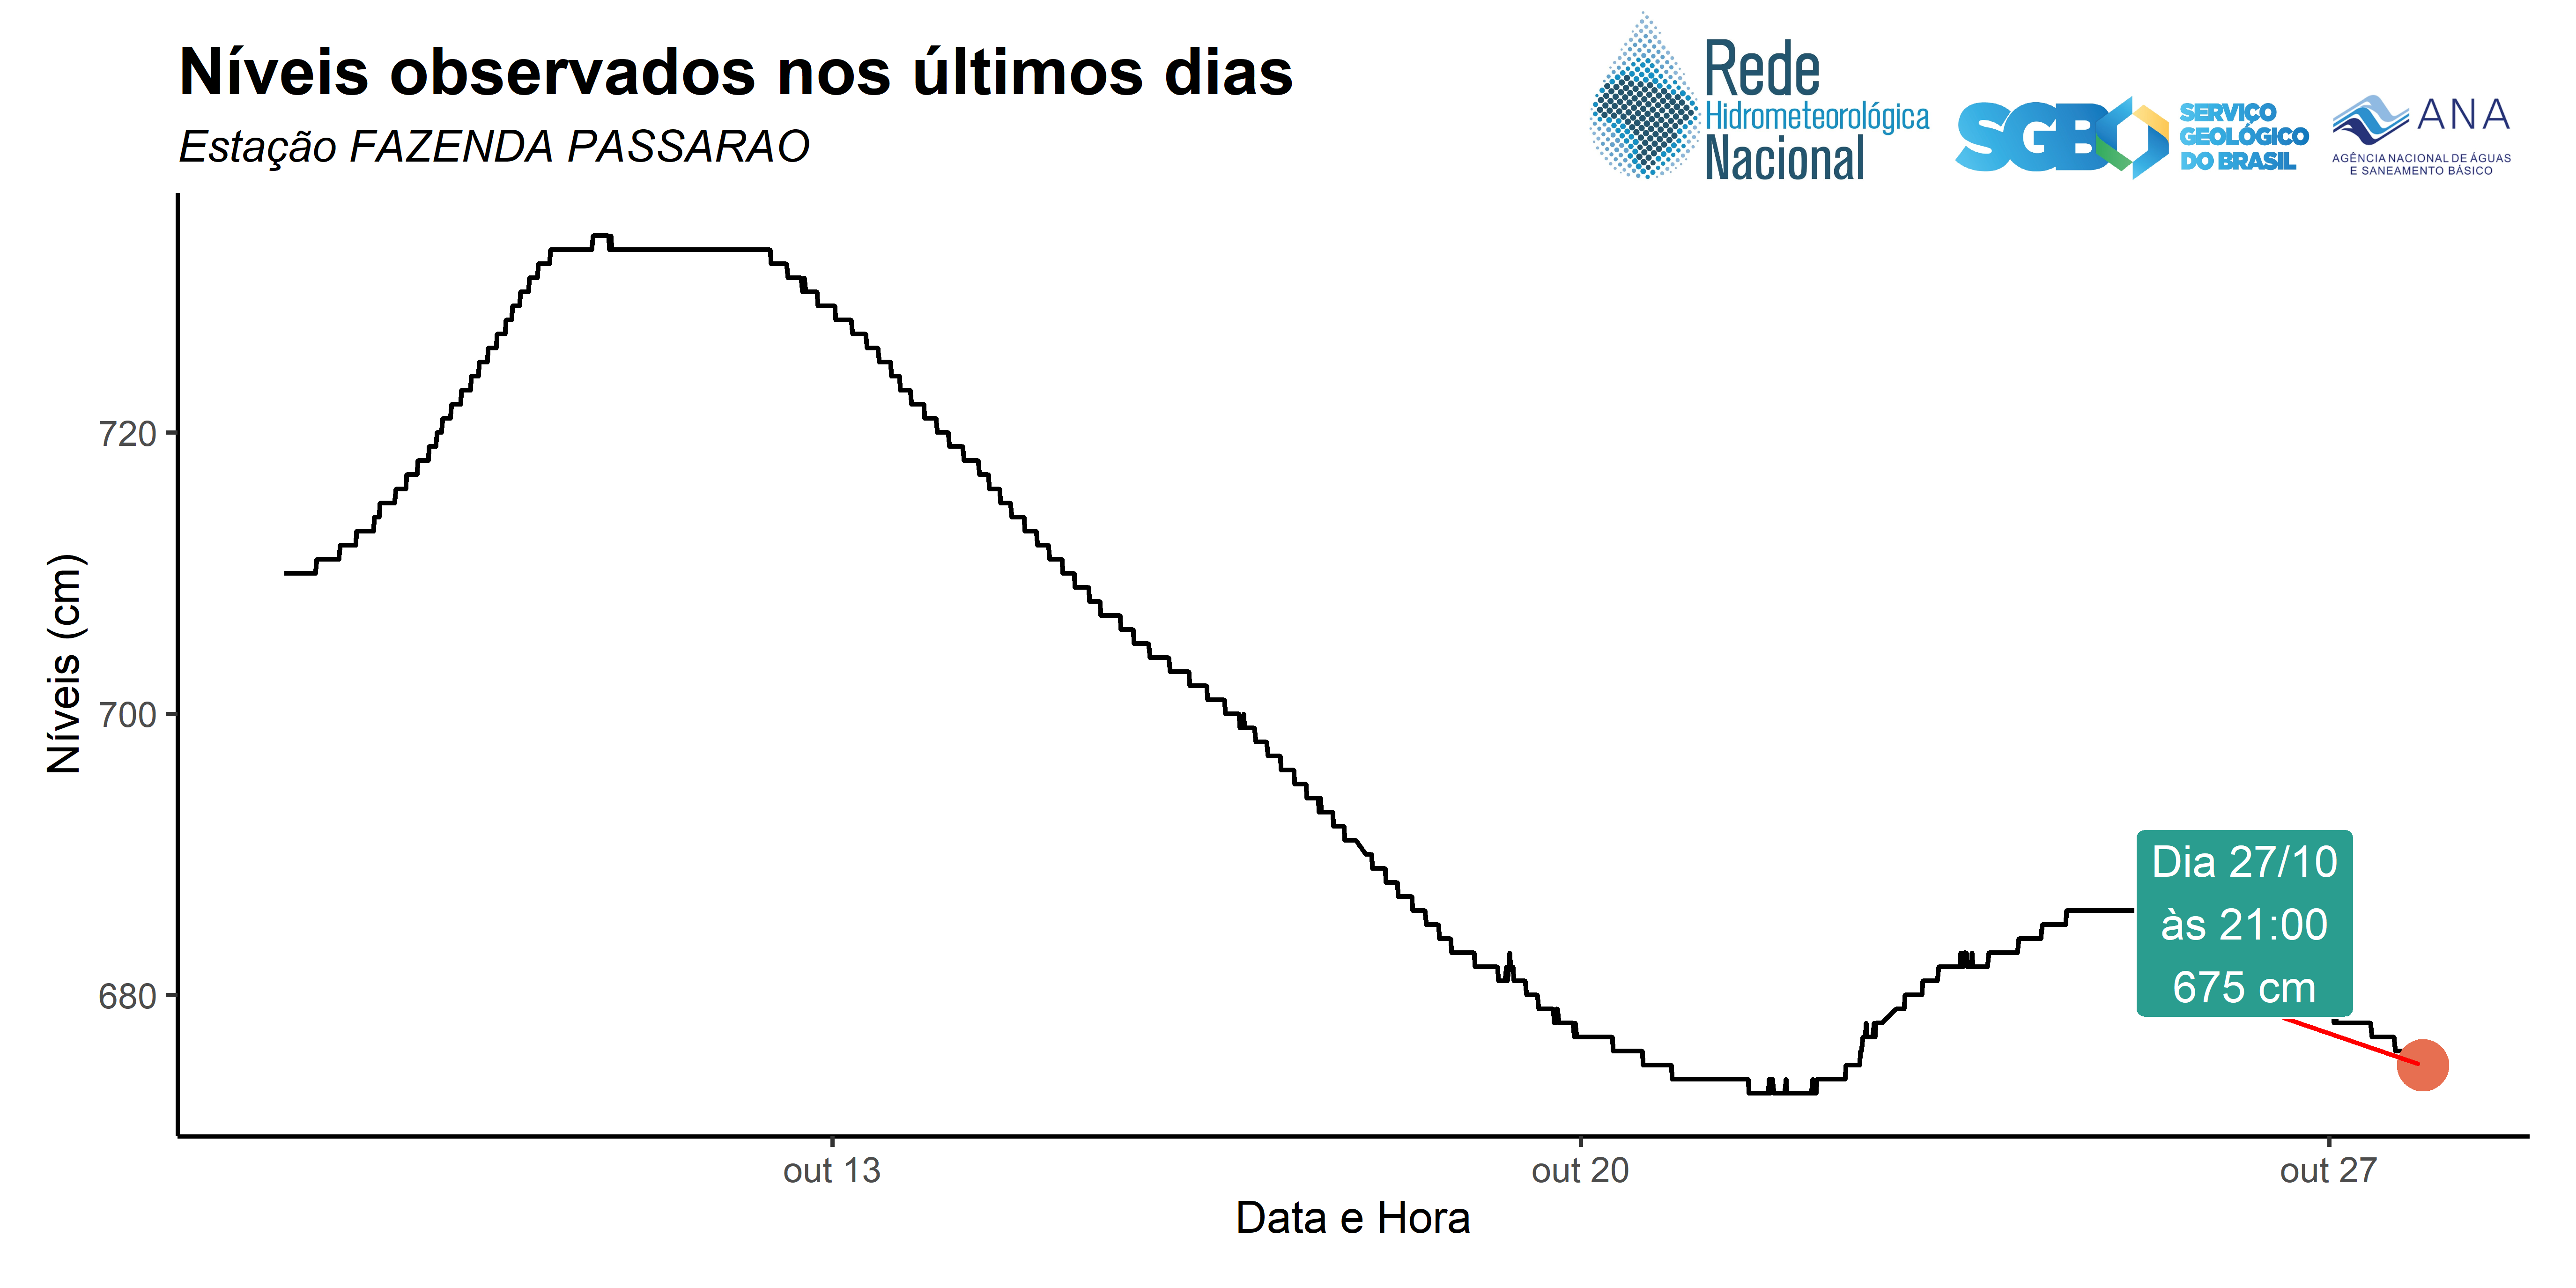 Níveis observados nos últimos dias
Estação FAZENDA PASSARAO
Rede
Hidrometeorológica
Nacional
SGB
SERVIÇO
GEOLÓGICO
DO BRASIL
ANA
AGÊNCIA NACIONAL DE ÁGUAS
E SANEAMENTO BÁSICO
Níveis (cm)
720
700
680
Dia 27/10
às 21:00
675 cm
out 13
out 20
out 27
Data e Hora